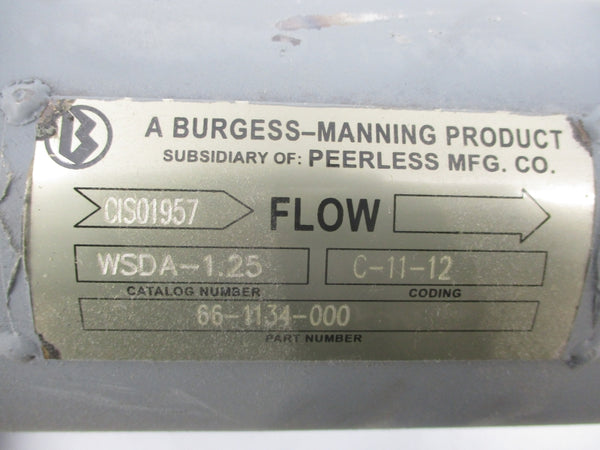 A BURGESS-MANNING PRODUCT
SUBSIDIARY OF: PEERLESS MFG. CO.
CIS01957 FLOW
WSDA-1.25 C-11-12
CATALOG NUMBER CODING
66-1134-000
PART NUMBER